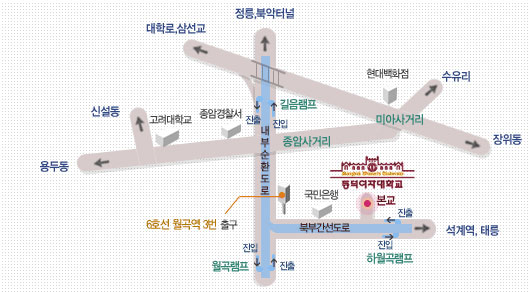 정릉,북악터널
대학로,삼선교
현대백화점
수유리
신설동
고려대학교
종암경찰서
길음램프
진출
진입
미아사거리
장위동
종암사거리
용두동
내부순환도로
동덕여자대학교
국민은행
본교
6호선 월곡역 3번 출구
진출
북부간선도로
석계역, 태릉
진입
진입
하월곡램프
월곡램프
진출